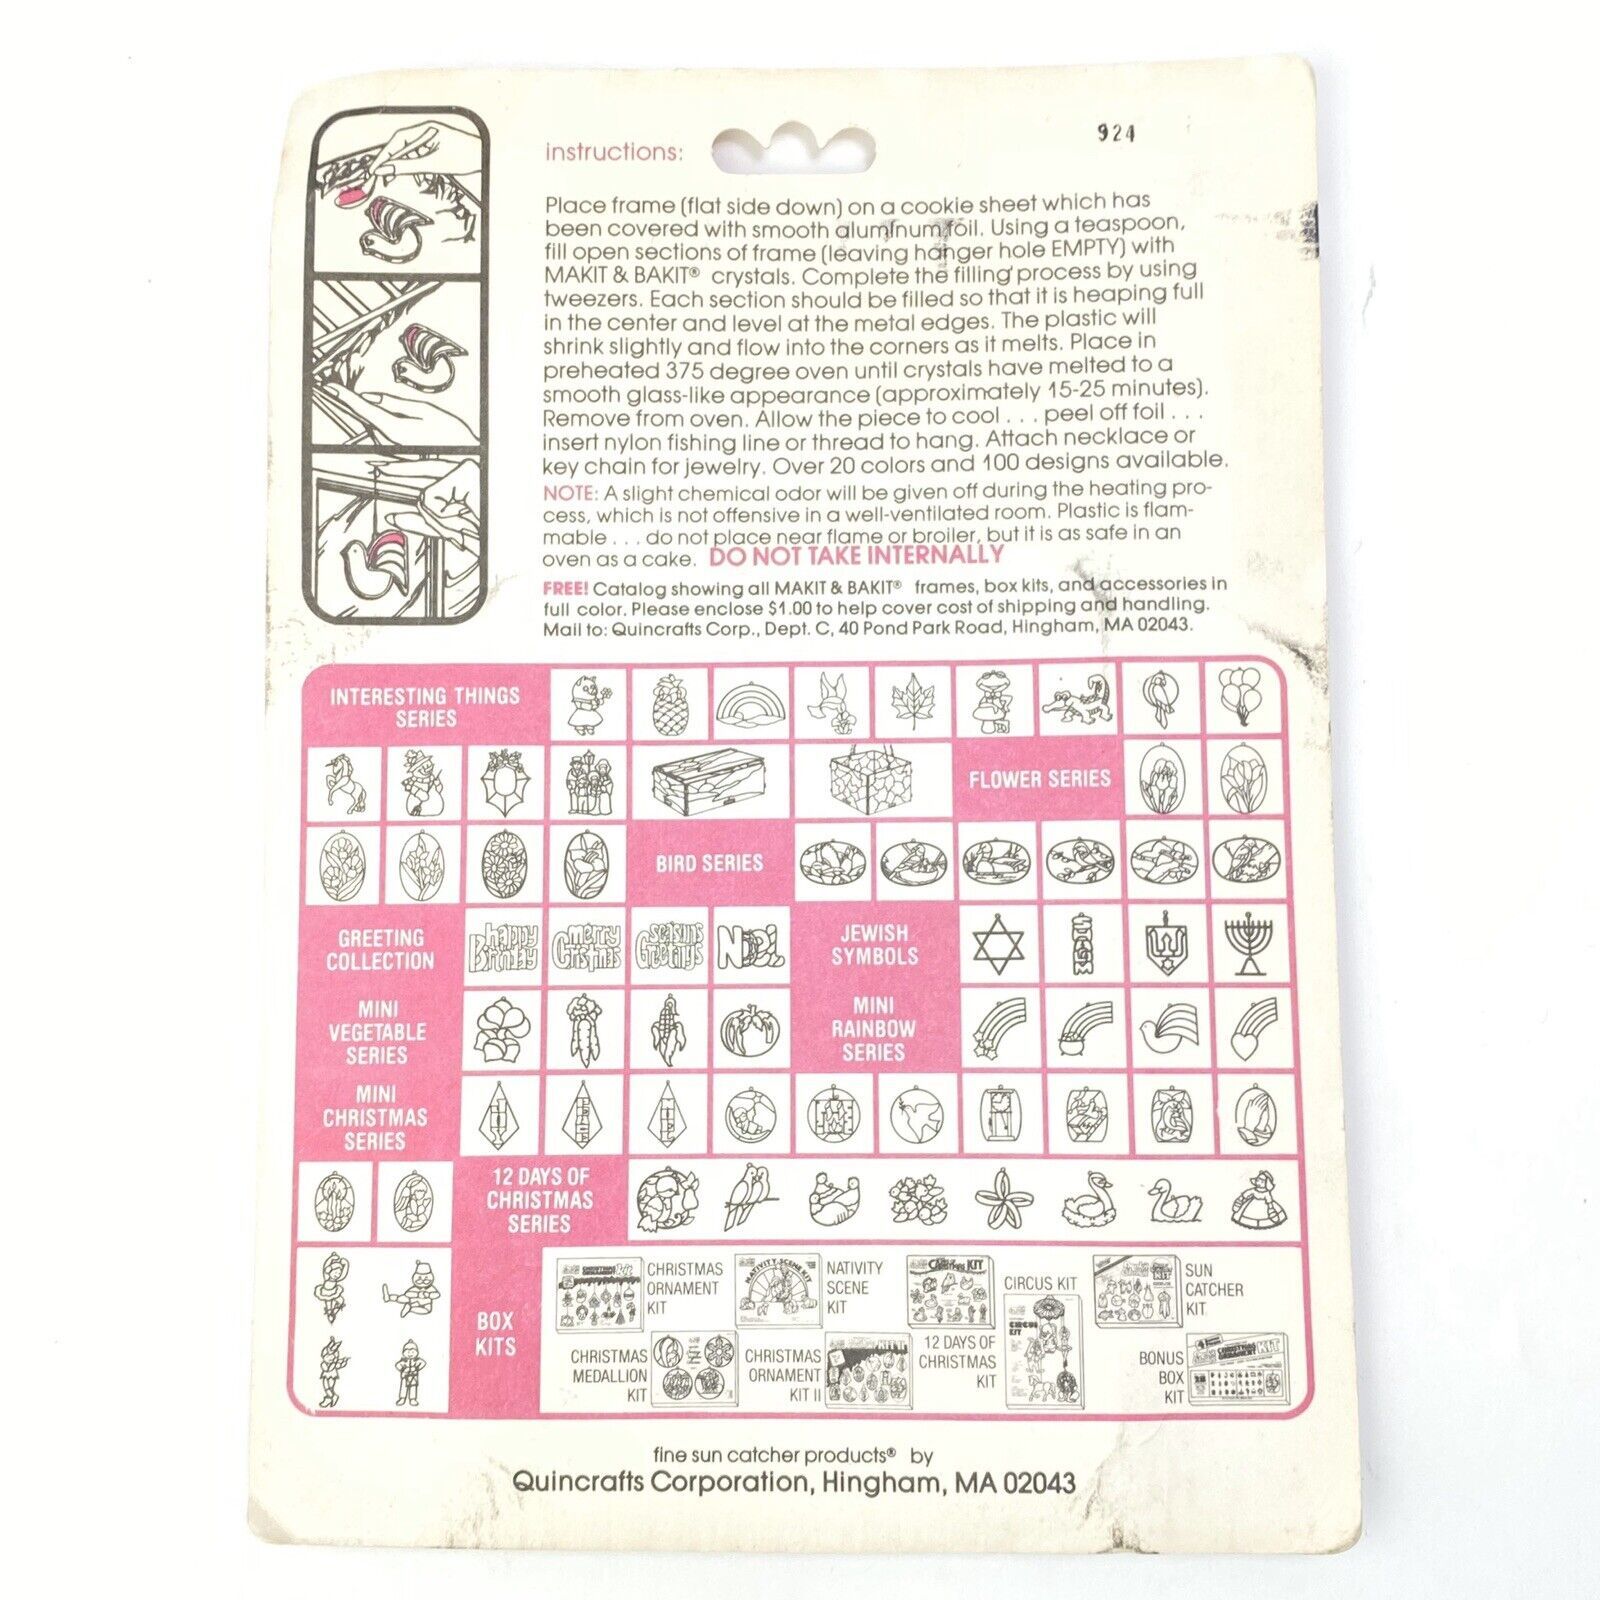 924
instructions:
Place frame (flat side down) on a cookie sheet which has
been covered with smooth aluminum foil. Using a teaspoon,
fill open sections of frame (leaving hanger hole EMPTY) with
MAKIT & BAKIT® crystals. Complete the filling process by using
tweezers. Each section should be filled so that it is heaping full
in the center and level at the metal edges. The plastic will
shrink slightly and flow into the corners as it melts. Place in
preheated 375 degree oven until crystals have melted to a
smooth glass-like appearance (approximately 15-25 minutes).
Remove from oven. Allow the piece to cool . . . peel off foil . . .
insert nylon fishing line or thread to hang. Attach necklace or
key chain for jewelry. Over 20 colors and 100 designs available.
NOTE: A slight chemical odor will be given off during the heating pro-
cess, which is not offensive in a well-ventilated room. Plastic is flam-
mable . . . do not place near flame or broiler, but it is as safe in an
oven as a cake. DO NOT TAKE INTERNALLY
FREE! Catalog showing all MAKIT & BAKIT® frames, box kits, and accessories in
full color. Please enclose $1.00 to help cover cost of shipping and handling.
Mail to: Quincrafts Corp., Dept. C, 40 Pond Park Road, Hingham, MA 02043.
INTERESTING THINGS
SERIES
FLOWER SERIES
BIRD SERIES
GREETING
COLLECTION
happy
Birthday
merry
Christmas
season's
Greetings
Noel
JEWISH
SYMBOLS
MINI
VEGETABLE
SERIES
MINI
RAINBOW
SERIES
MINI
CHRISTMAS
SERIES
12 DAYS OF
CHRISTMAS
SERIES
BOX
KITS
CHRISTMAS
ORNAMENT
KIT
NATIVITY SCENE KIT
NATIVITY
SCENE
KIT
KIT
CIRCUS KIT
CIRCUS
KIT
KIT
SUN
CATCHER
KIT
CHRISTMAS
MEDALLION
KIT
CHRISTMAS
ORNAMENT
KIT II
KIT II
12 DAYS OF
CHRISTMAS
KIT
BONUS
BOX
KIT
fine sun catcher products® by
Quincrafts Corporation, Hingham, MA 02043